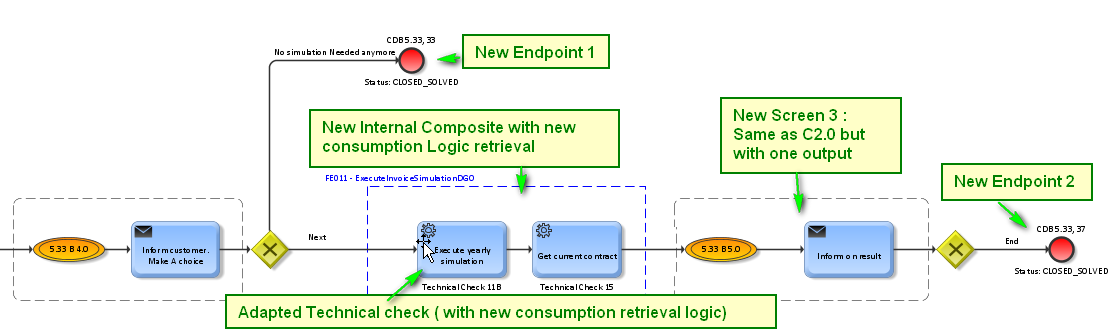 CDB5.33, 33
No simulation Needed anymore
Status: CLOSED_SOLVED
New Endpoint 1
New Internal Composite with new
consumption Logic retrieval
New Screen 3 :
Same as C2.0 but
with one output
New Endpoint 2
FE011 - ExecuteInvoiceSimulationDGO
5.33 B 4.0
Inform customer.
Make A choice
Next
Execute yearly
simulation
Technical Check 11B
Get current contract
Technical Check 15
5.33 B 5.0
Inform on result
End
CDB5.33, 37
Status: CLOSED_SOLVED
Adapted Technical check ( with new consumption retrieval logic)